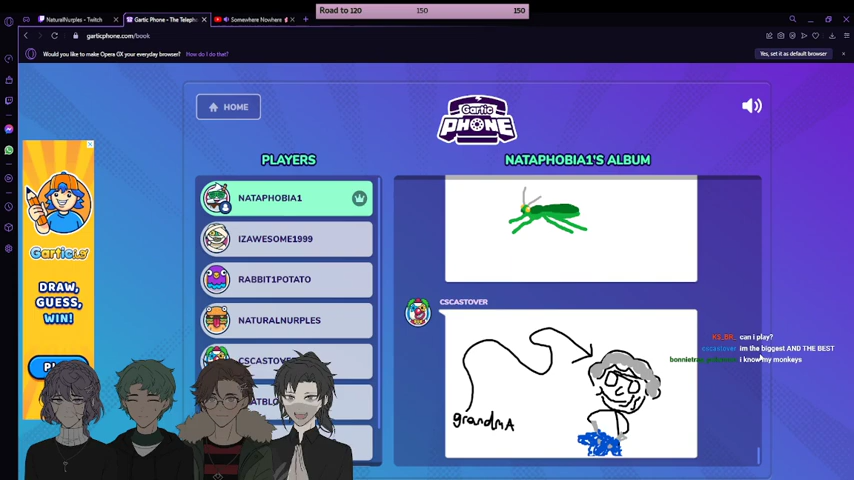 Road to 120
150
150
NaturalNurples - Twitch
Gartic Phone - The Teleph
Somewhere Nowhere
garticphone.com/book
Would you like to make Opera GX your everyday browser?
How do I do that?
Yes, set it as default browser
HOME
Gartic
PHONE
PLAYERS
NATAPHOBIA1'S ALBUM
NATAPHOBIA1
IZAWESOME1999
RABBIT1POTATO
NATURALNURPLES
Gartic
DRAW,
GUESS,
WIN!
CSCASTOVER
can i play?
cscastover im the biggest AND THE BEST
i know my monkeys
grandmA